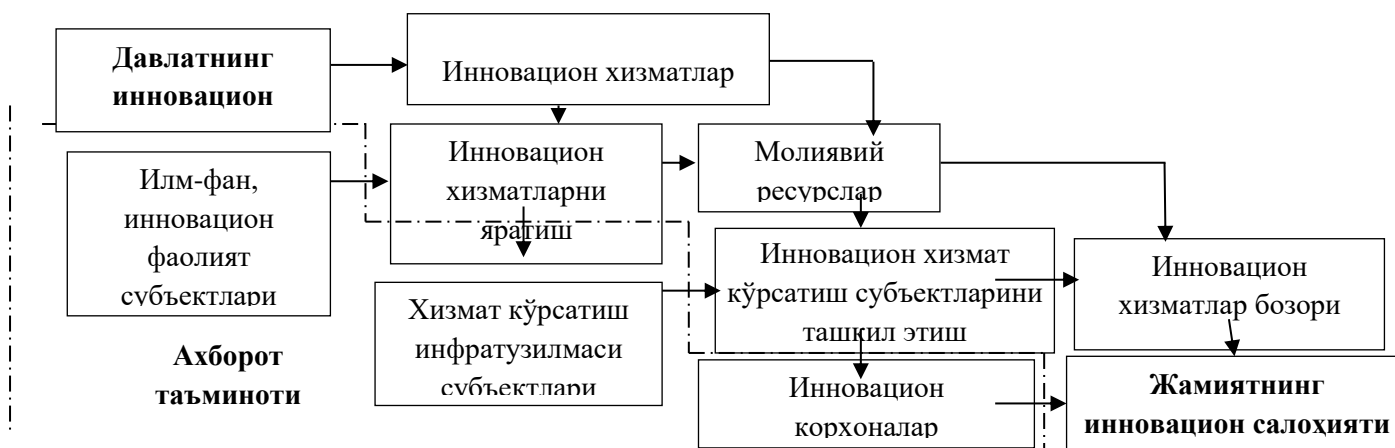 Давлатнинг
инновацион
Инновацион хизматлар
Илм-фан,
инновацион
фаолият
субъектлари
Инновацион
хизматларни
яратиш
Молиявий
ресурслар
Хизмат кўрсатиш
инфратузилмаси
субъектлари
Инновацион хизмат
кўрсатиш субъектларини
ташкил этиш
Инновацион
хизматлар бозори
Ахборот
таъминоти
Инновацион
корхоналар
Жамиятнинг
инновацион салоҳияти